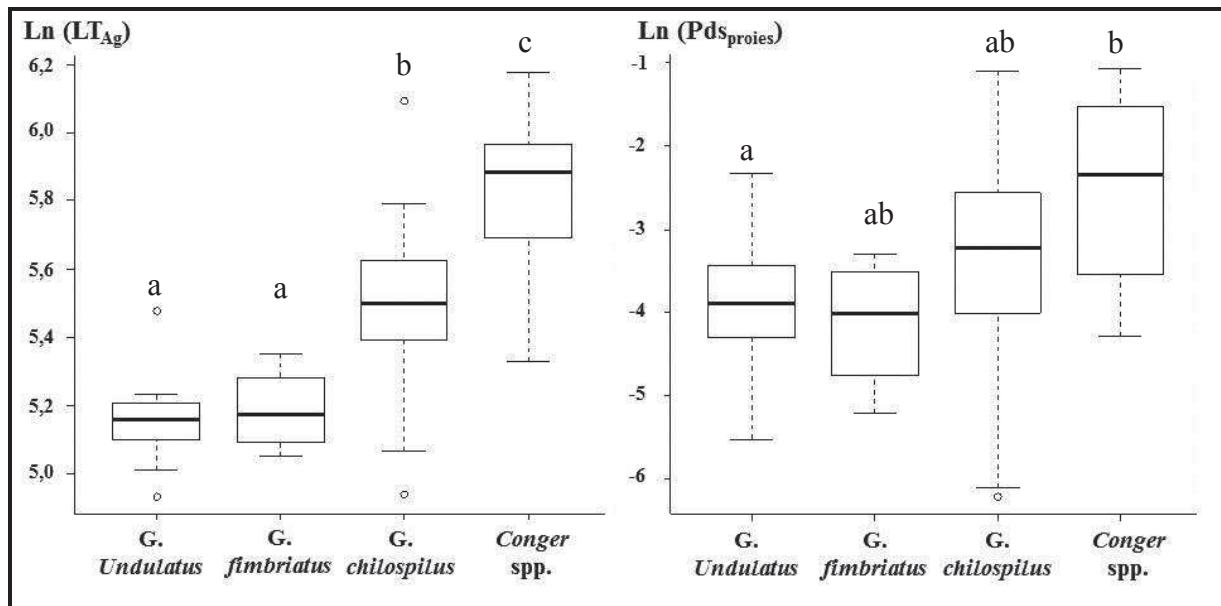 Ln (LT_Ag)
6,2
6,0
5,8
5,6
5,4
5,2
5,0
a
a
b
c
G. Undulatus
G. fimbriatus
G. chilospilus
Conger spp.
Ln (Pds_proies)
-1
-2
-3
-4
-5
-6
a
ab
ab
b
G. Undulatus
G. fimbriatus
G. chilospilus
Conger spp.